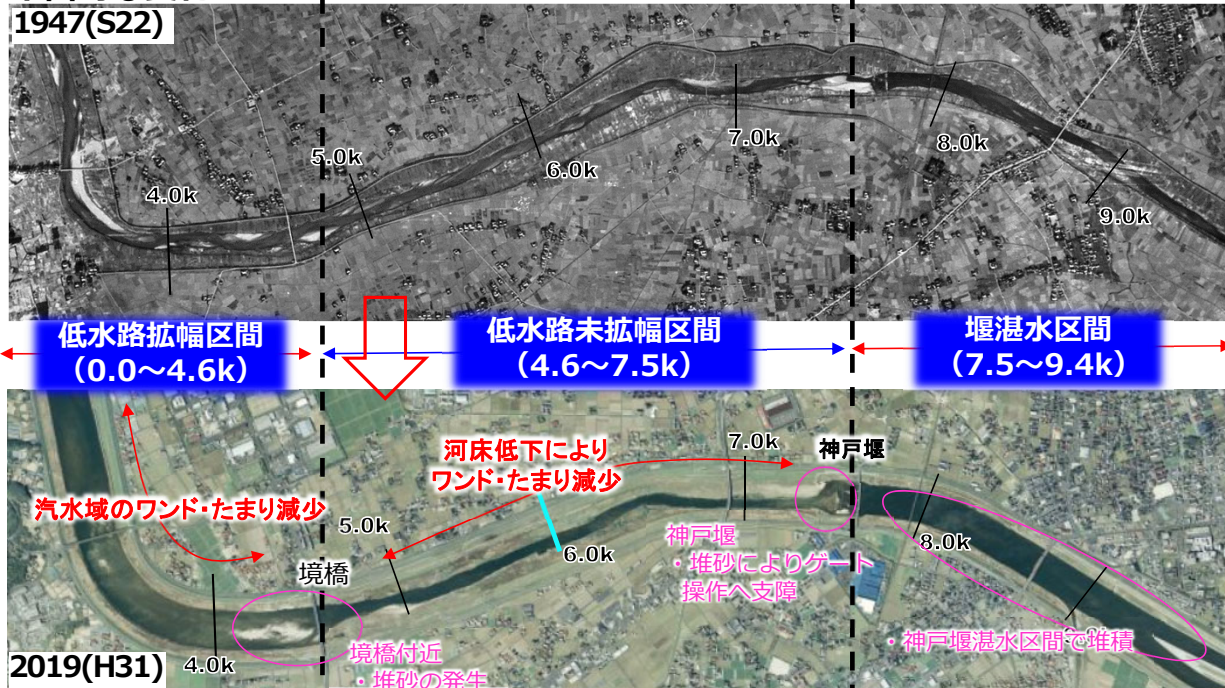 1947(S22)
4.0k
5.0k
6.0k
7.0k
8.0k
9.0k
低水路拡幅区間
（0.0～4.6k）
低水路未拡幅区間
（4.6～7.5k）
堰湛水区間
（7.5～9.4k）
河床低下により
ワンド・たまり減少
7.0k
神戸堰
汽水域のワンド・たまり減少
5.0k
6.0k
8.0k
境橋
神戸堰
・堆砂によりゲート
操作へ支障
・神戸堰湛水区間で堆積
境橋付近
・堆砂の発生
4.0k
2019(H31)